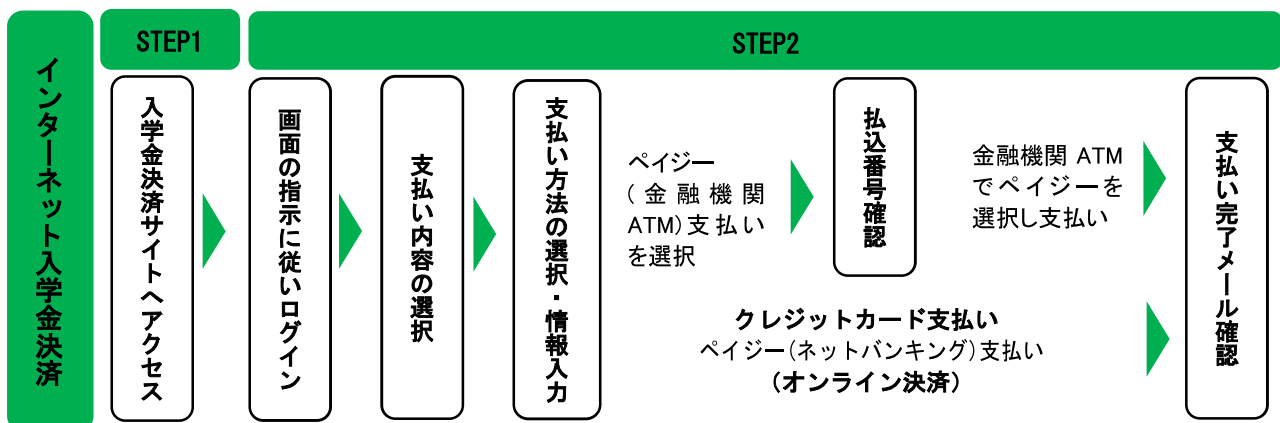 インターネット入学金決済
STEP1
STEP2
入学金決済サイトへアクセス
画面の指示に従いログイン
支払い内容の選択
支払い方法の選択・情報入力
ペイジー
(金融機関
ATM)支払い
を選択
払込番号確認
金融機関 ATM
でペイジーを
選択し支払い
クレジットカード支払い
ペイジー(ネットバンキング)支払い
(オンライン決済)
支払い完了メール確認